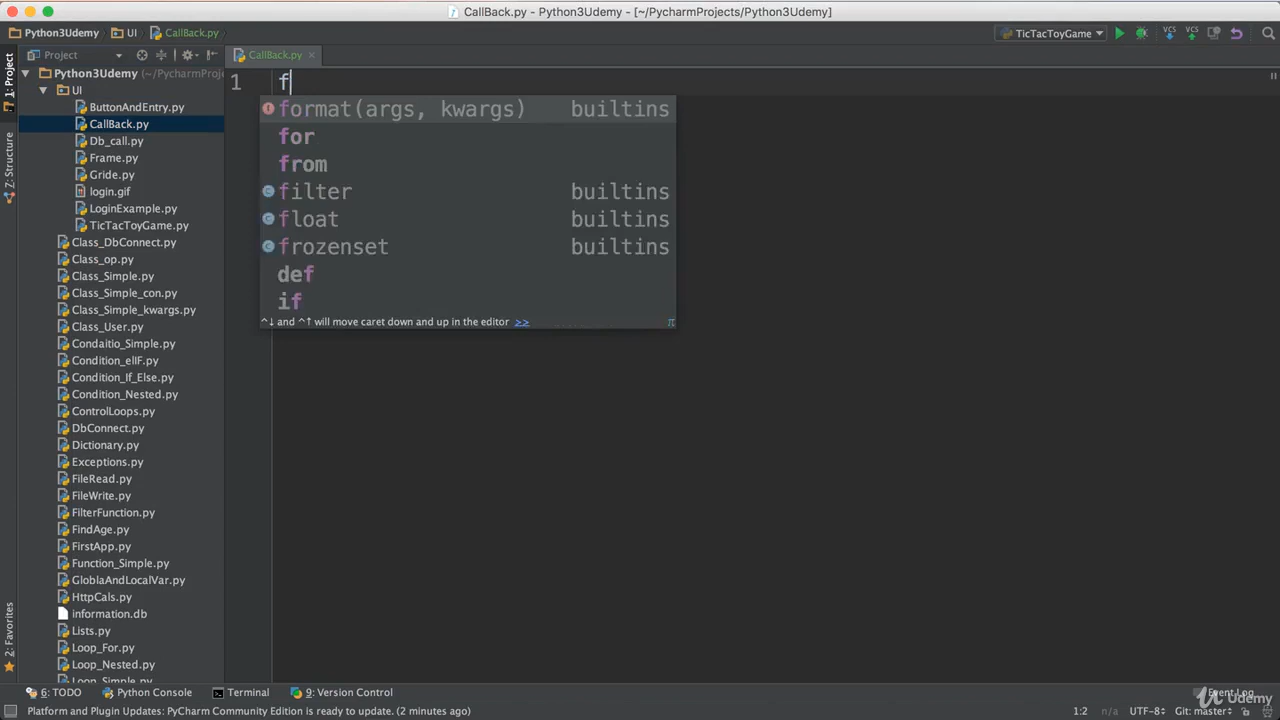 CallBack.py - Python3Udemy - [~/PycharmProjects/Python3Udemy]
Python3Udemy UI CallBack.py TicTacToyGame
Project CallBack.py
1: Project
Z: Structure
2: Favorites
Python3Udemy (~/PycharmProj
UI
ButtonAndEntry.py
CallBack.py
Db_call.py
Frame.py
Gride.py
login.gif
LoginExample.py
TicTacToyGame.py
Class_DbConnect.py
Class_op.py
Class_Simple.py
Class_Simple_con.py
Class_Simple_kwargs.py
Class_User.py
Condaitio_Simple.py
Condition_elIF.py
Condition_If_Else.py
Condition_Nested.py
ControlLoops.py
DbConnect.py
Dictionary.py
Exceptions.py
FileRead.py
FileWrite.py
FilterFunction.py
FindAge.py
FirstApp.py
Function_Simple.py
GloblaAndLocalVar.py
HttpCals.py
information.db
Lists.py
Loop_For.py
Loop_Nested.py
Loop_Simple.py
1 f
format(args, kwargs) builtins
for
from
filter builtins
float builtins
frozenset builtins
def
if
^↓ and ^↑ will move caret down and up in the editor >> π
6: TODO Python Console Terminal 9: Version Control Event Log
Platform and Plugin Updates: PyCharm Community Edition is ready to update. (2 minutes ago) 1:2 n/a UTF-8 Git: master
Udemy